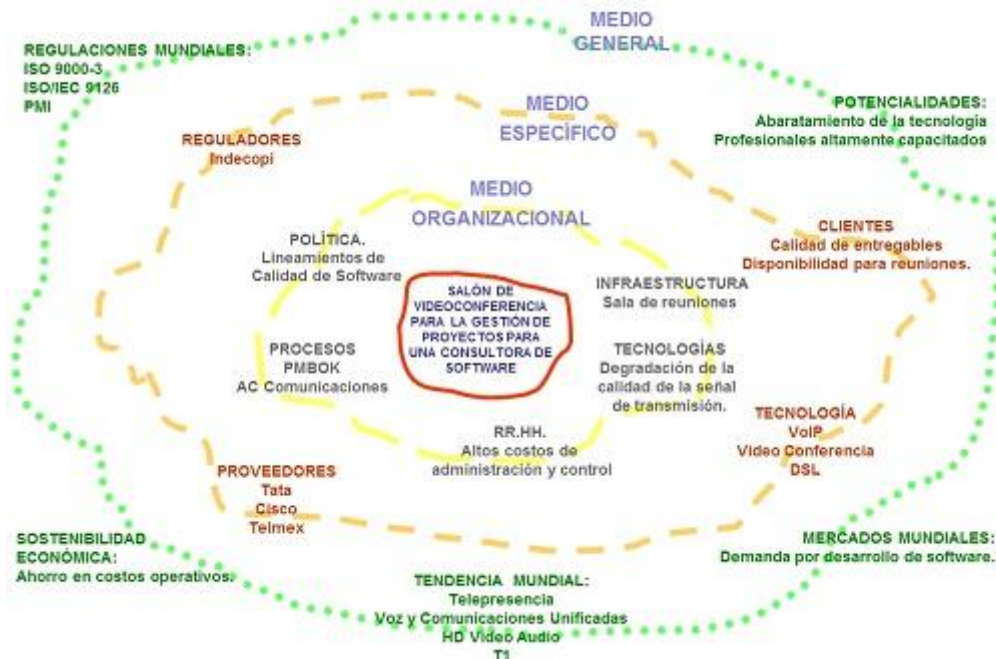 MEDIO
GENERAL
REGULACIONES MUNDIALES:
ISO 9000-3
ISO/IEC 9126
PMI
POTENCIALIDADES:
Abaratamiento de la tecnología
Profesionales altamente capacitados
MEDIO
ESPECÌFICO
REGULADORES
Indecopi
MEDIO
ORGANIZACIONAL
CLIENTES
Calidad de entregables
Disponibilidad para reuniones.
POLÍTICA.
Lineamientos de
Calidad de Software
INFRAESTRUCTURA
Sala de reuniones
SALÓN DE
VIDEOCONFERENCIA
PARA LA GESTIÓN DE
PROYECTOS PARA
UNA CONSULTORA DE
SOFTWARE
PROCESOS
PMBOK
AC Comunicaciones
TECNOLOGÍAS
Degradación de la
calidad de la señal
de transmisión.
RR.HH.
Altos costos de
administración y control
TECNOLOGÍA
VoIP
Video Conferencia
DSL
PROVEEDORES
Tata
Cisco
Telmex
SOSTENIBILIDAD
ECONÓMICA:
Ahorro en costos operativos.
MERCADOS MUNDIALES:
Demanda por desarrollo de software.
TENDENCIA MUNDIAL:
Telepresencia
Voz y Comunicaciones Unificadas
HD Video Audio
T1